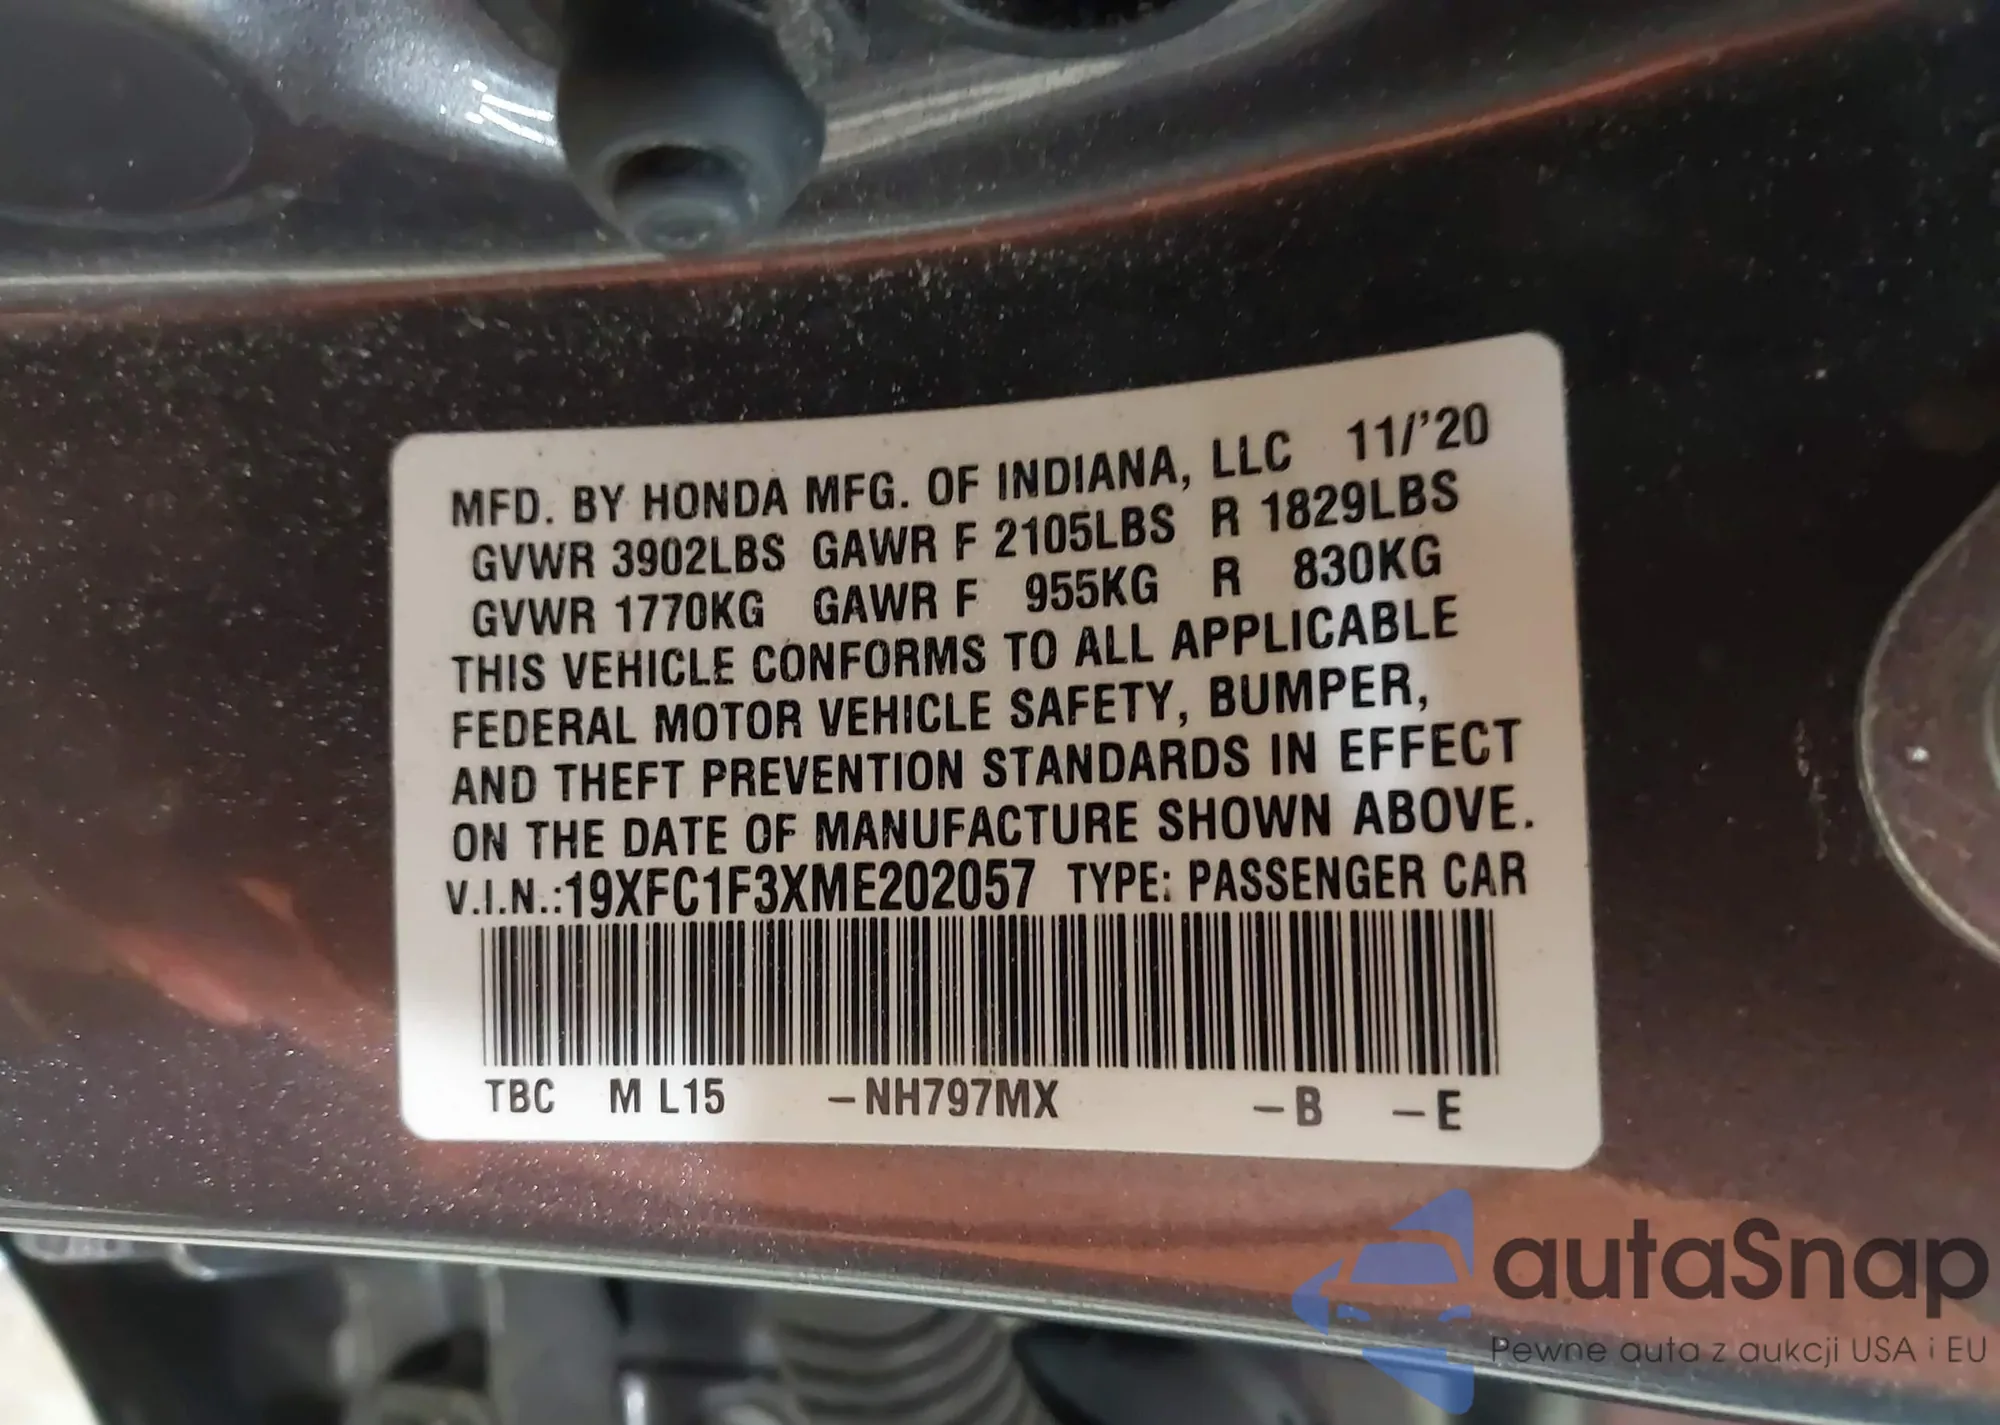 MFD. BY HONDA MFG. OF INDIANA, LLC 11/'20
GVWR 3902LBS GAWR F 2105LBS R 1829LBS
GVWR 1770KG GAWR F 955KG R 830KG
THIS VEHICLE CONFORMS TO ALL APPLICABLE
FEDERAL MOTOR VEHICLE SAFETY, BUMPER,
AND THEFT PREVENTION STANDARDS IN EFFECT
ON THE DATE OF MANUFACTURE SHOWN ABOVE.
V.I.N.:19XFC1F3XME202057 TYPE: PASSENGER CAR
TBC M L15 –NH797MX –B –E
autaSnap
Pewne auta z aukcji USA i EU